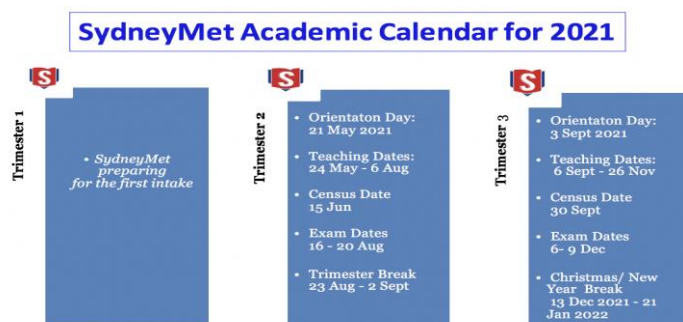 SydneyMet Academic Calendar for 2021
S
Trimester 1
• SydneyMet
preparing
for the first intake
S
Trimester 2
• Orientaton Day:
21 May 2021
• Teaching Dates:
24 May - 6 Aug
• Census Date
15 Jun
• Exam Dates
16 - 20 Aug
• Trimester Break
23 Aug - 2 Sept
S
Trimester 3
• Orientaton Day:
3 Sept 2021
• Teaching Dates:
6 Sept - 26 Nov
• Census Date
30 Sept
• Exam Dates
6- 9 Dec
• Christmas/ New
Year Break
13 Dec 2021 - 21
Jan 2022